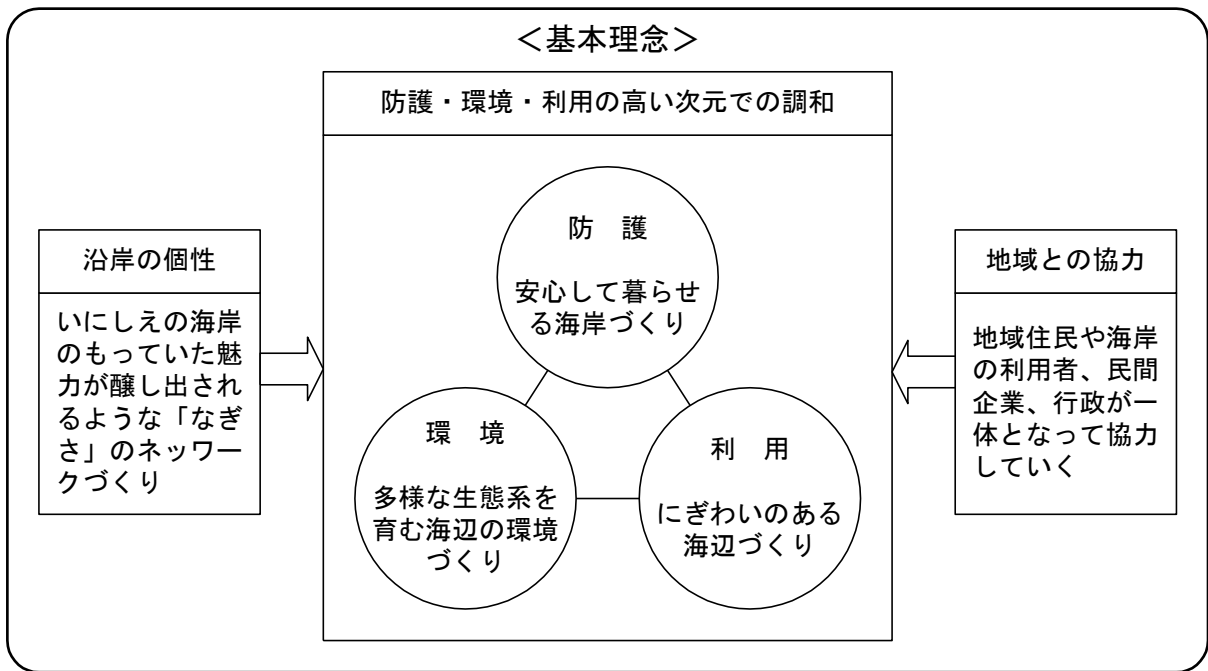 ＜基本理念＞
防護・環境・利用の高い次元での調和
防　護
安心して暮らせ
る海岸づくり
環　境
多様な生態系を
育む海辺の環境
づくり
利　用
にぎわいのある
海辺づくり
沿岸の個性
いにしえの海岸
のもっていた魅
力が醸し出され
るような「なぎ
さ」のネッワー
クづくり
地域との協力
地域住民や海岸
の利用者、民間
企業、行政が一
体となって協力
していく